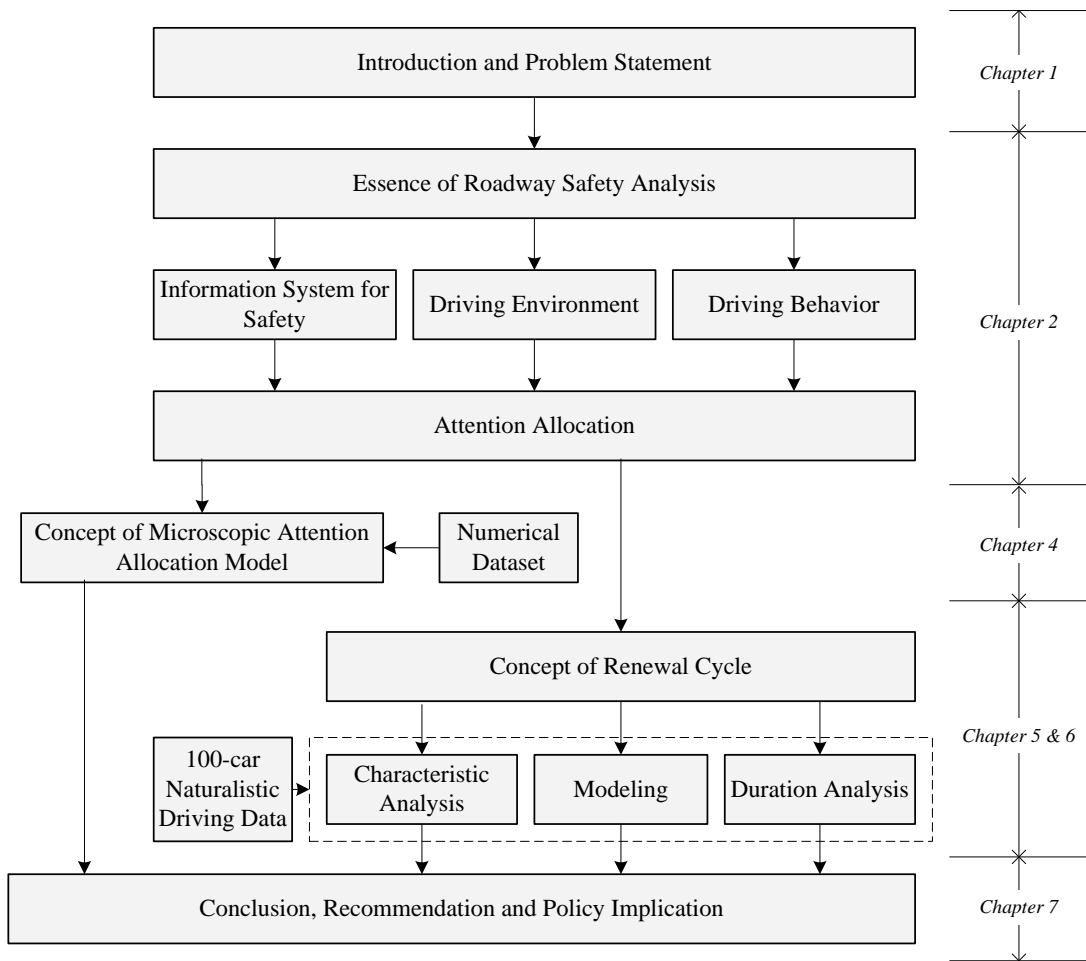 Introduction and Problem Statement
Chapter 1
Essence of Roadway Safety Analysis
Information System for
Safety
Driving Environment
Driving Behavior
Chapter 2
Attention Allocation
Concept of Microscopic Attention
Allocation Model
Numerical
Dataset
Chapter 4
Concept of Renewal Cycle
100-car
Naturalistic
Driving Data
Characteristic
Analysis
Modeling
Duration Analysis
Chapter 5 & 6
Conclusion, Recommendation and Policy Implication
Chapter 7